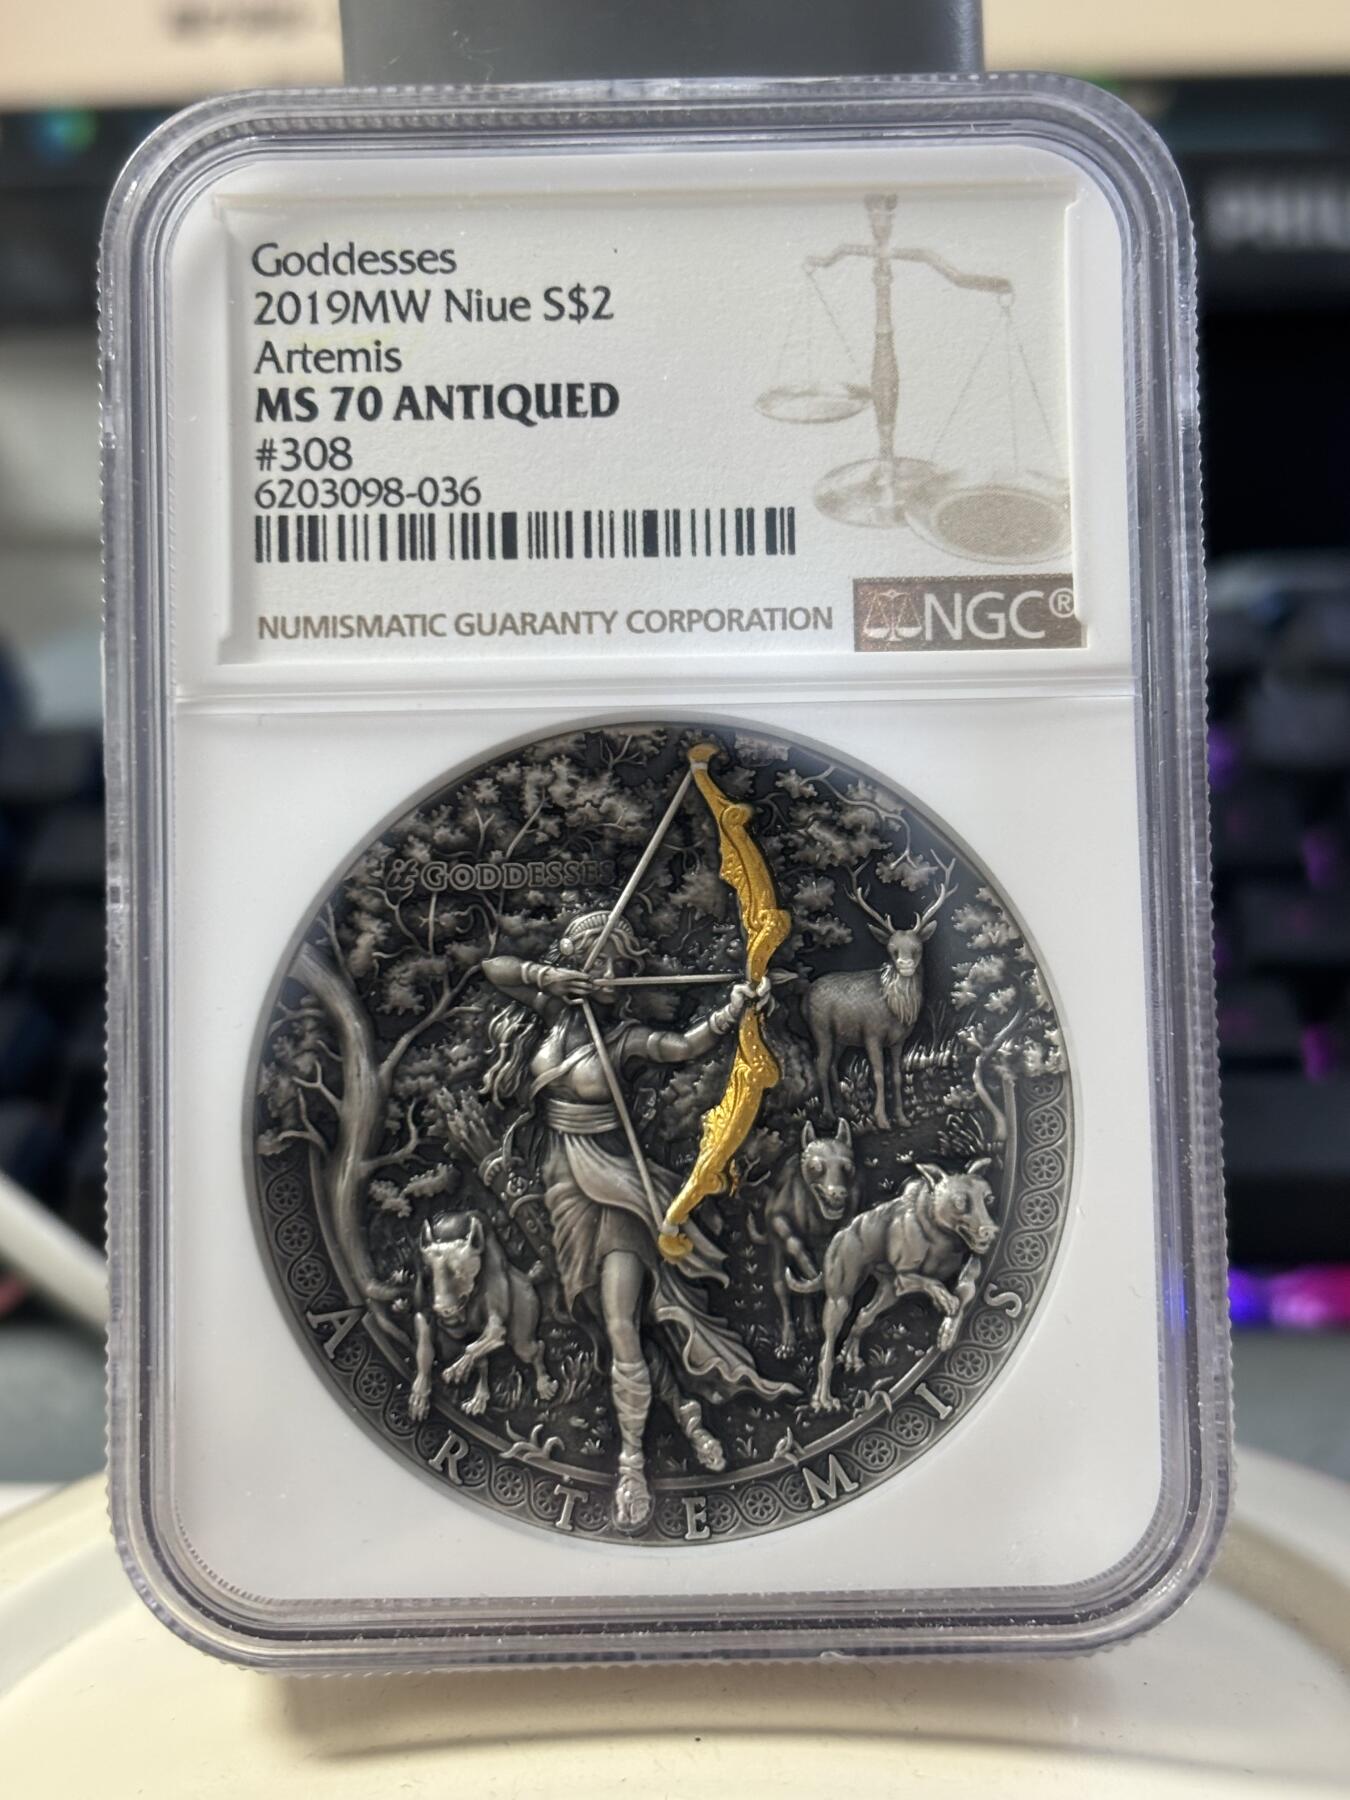 Goddesses
2019MW Niue S$2
Artemis
MS 70 ANTIQUED
#308
6203098-036
NUMISMATIC GUARANTY CORPORATION
NGC®
GODDESSES
ARTEMIS